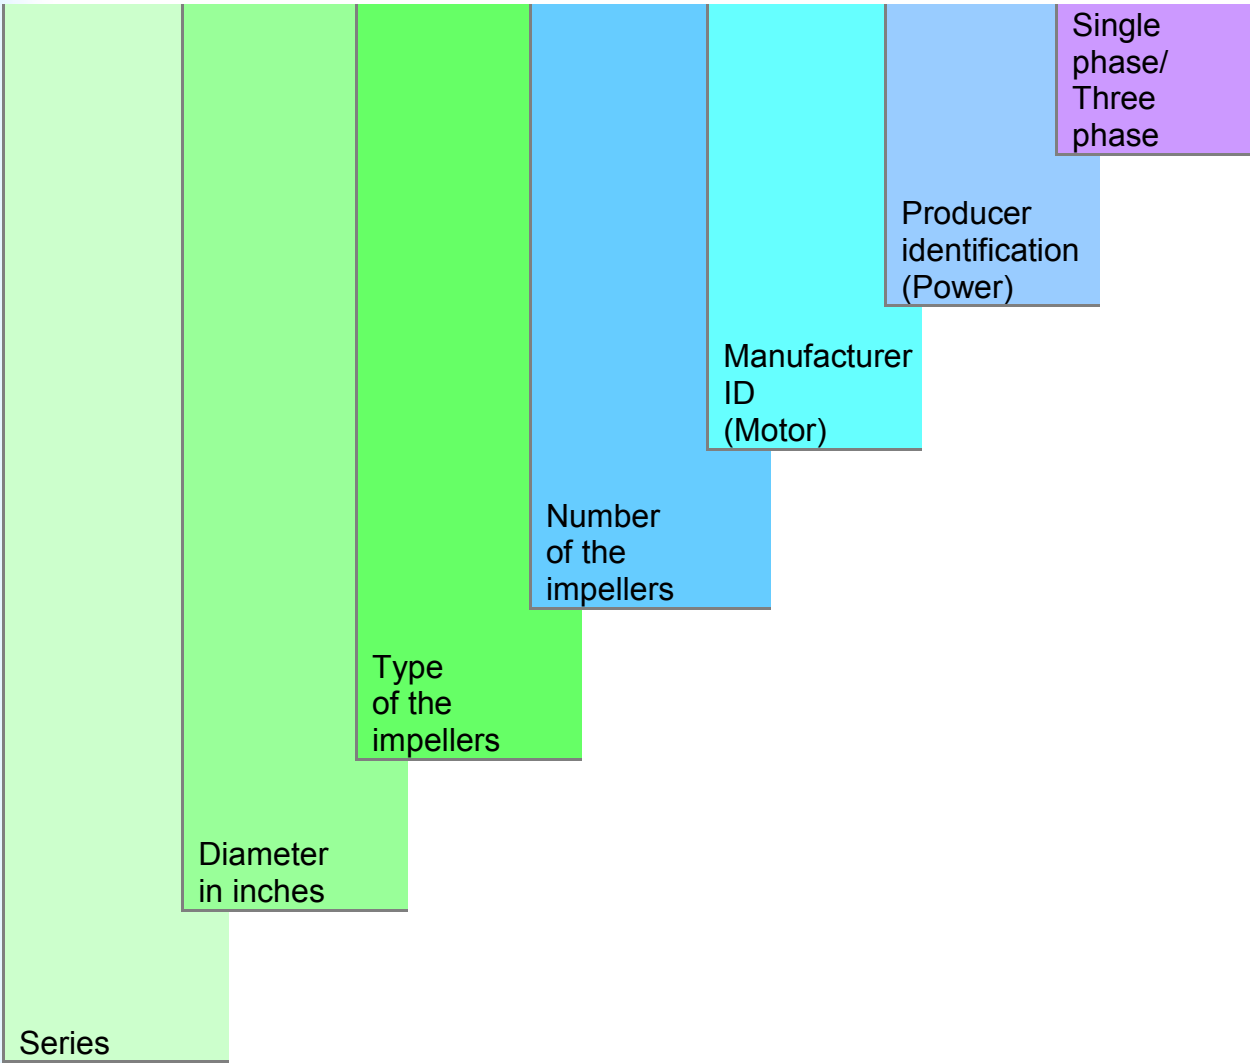 Single
phase/
Three
phase
Producer
identification
(Power)
Manufacturer
ID
(Motor)
Number
of the
impellers
Type
of the
impellers
Diameter
in inches
Series